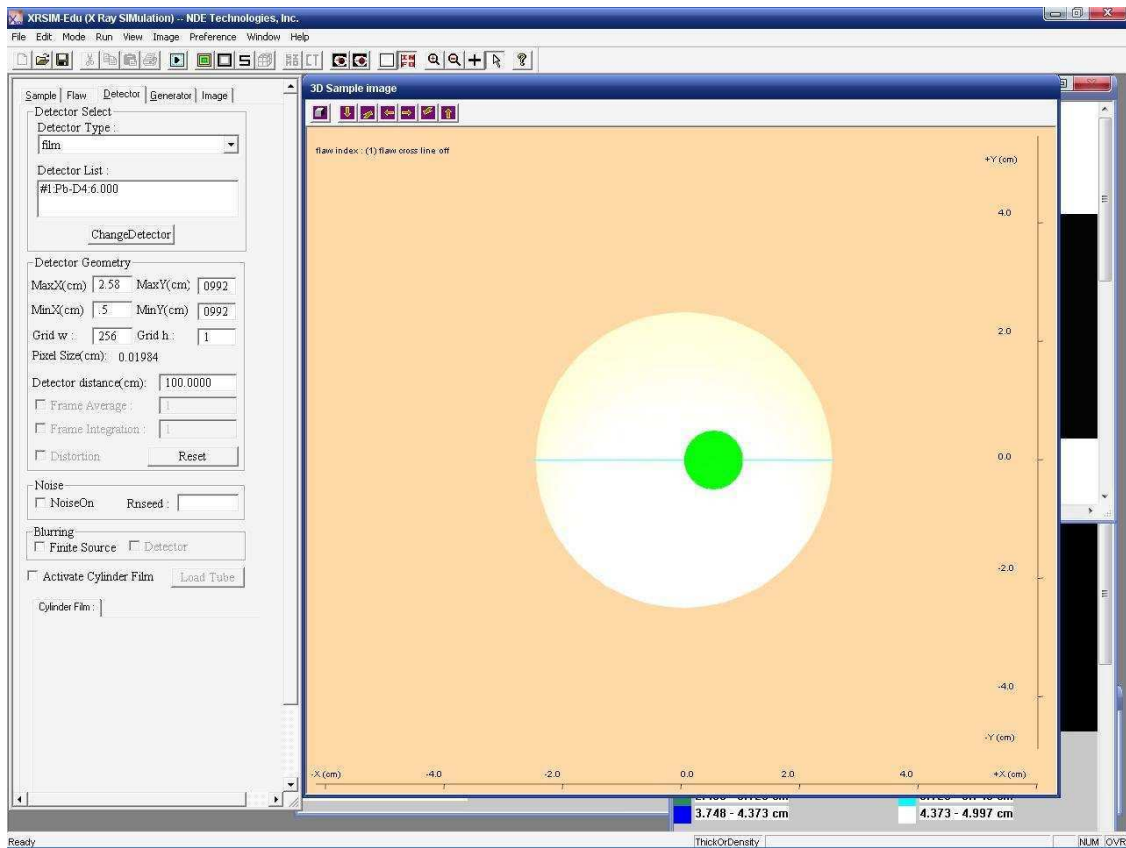 XRSIM-Edu (X Ray SIMulation) -- NDE Technologies, Inc.
File Edit Mode Run View Image Preference Window Help
Sample Flaw Detector Generator Image
Detector Select
Detector Type :
film
Detector List :
#1:Pb-D4:6.000
ChangeDetector
Detector Geometry
MaxX(cm) 2.58 MaxY(cm; 0992
MinX(cm) .5 MinY(cm) 0992
Grid w : 256 Grid h : 1
Pixel Size(cm): 0.01984
Detector distance(cm): 100.0000
Frame Average : 1
Frame Integration : 1
Distortion Reset
Noise
NoiseOn Rnseed :
Blurring
Finite Source Detector
Activate Cylinder Film Load Tube
Cylinder Film :
3D Sample image
flaw index : (1) flaw cross line off
+Y (cm)
4.0
2.0
0.0
-2.0
-4.0
-Y (cm)
-X (cm) -4.0 -2.0 0.0 2.0 4.0 +X (cm)
3.748 - 4.373 cm 4.373 - 4.997 cm
Ready ThickOrDensity NUM OVR